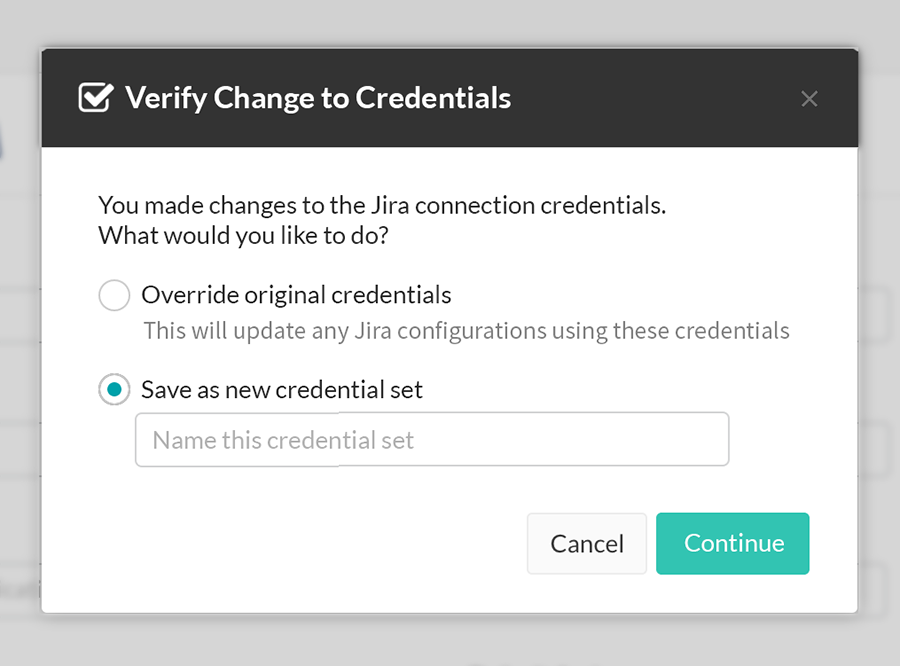 Verify Change to Credentials
You made changes to the Jira connection credentials.
What would you like to do?
Override original credentials
This will update any Jira configurations using these credentials
Save as new credential set
Name this credential set
Cancel
Continue